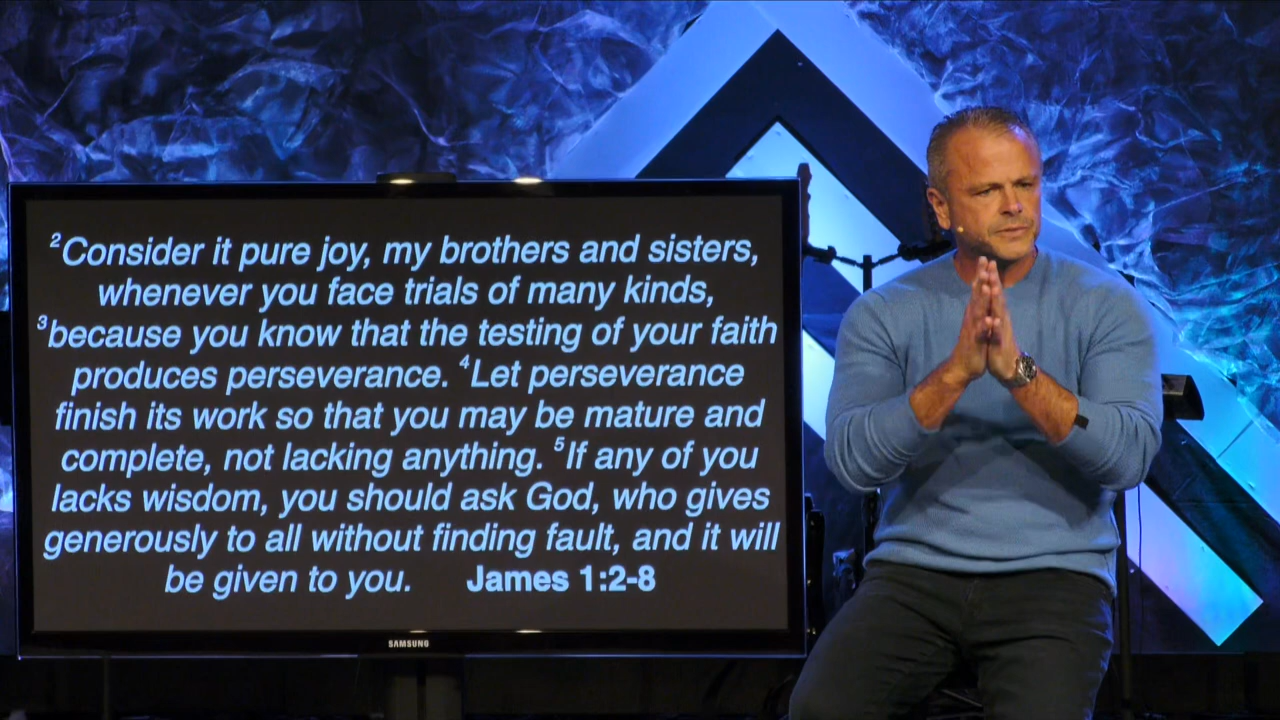 ²Consider it pure joy, my brothers and sisters,
whenever you face trials of many kinds,
³because you know that the testing of your faith
produces perseverance. ⁴Let perseverance
finish its work so that you may be mature and
complete, not lacking anything. ⁵If any of you
lacks wisdom, you should ask God, who gives
generously to all without finding fault, and it will
be given to you. James 1:2-8
SAMSUNG